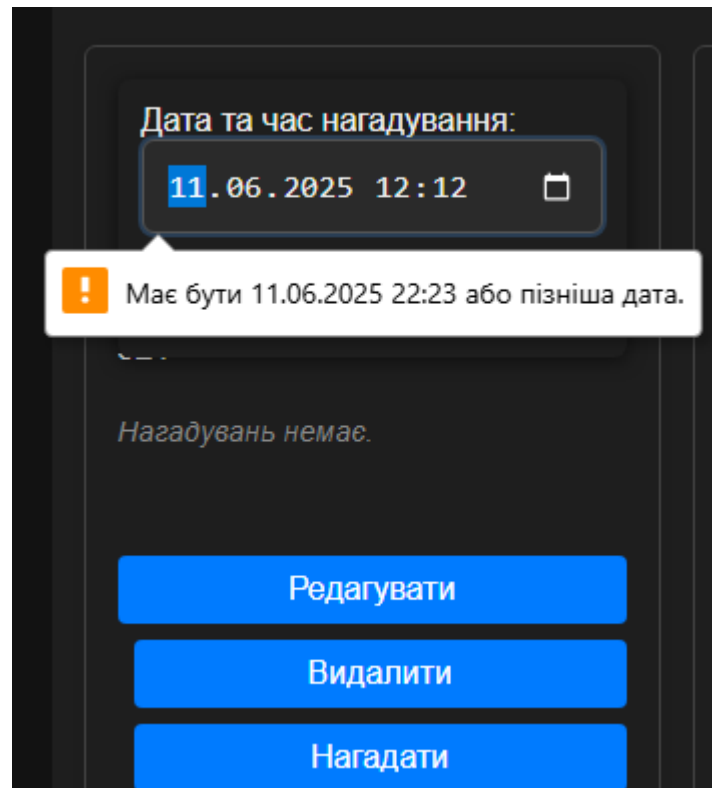 Дата та час нагадування:
11.06.2025 12:12
Має бути 11.06.2025 22:23 або пізніша дата.
Нагадувань немає.
Редагувати
Видалити
Нагадати